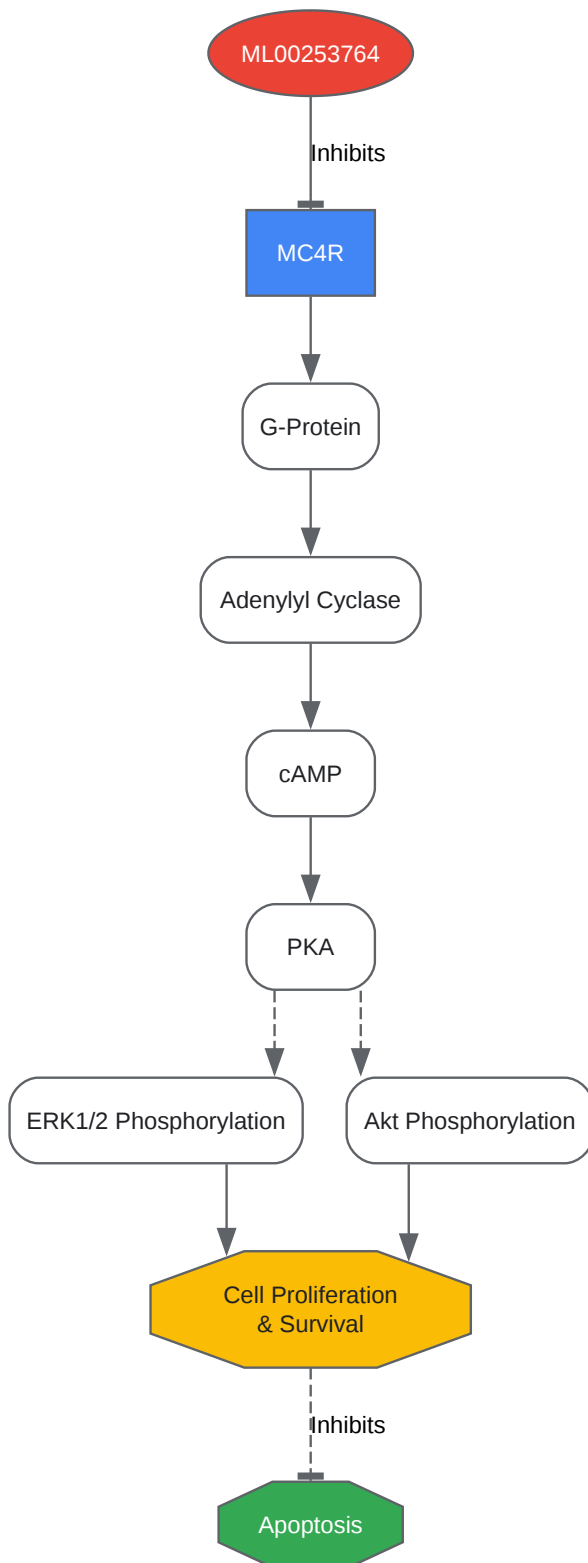 ML00253764
Inhibits
MC4R
G-Protein
Adenylyl Cyclase
cAMP
PKA
ERK1/2 Phosphorylation
Akt Phosphorylation
Cell Proliferation
& Survival
Inhibits
Apoptosis